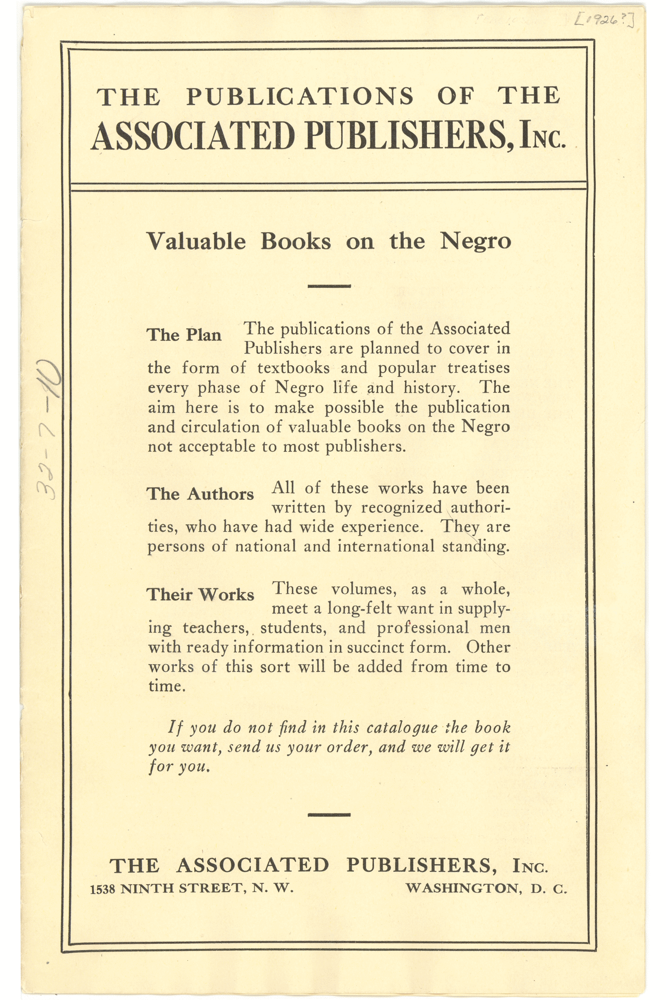 [1926?]
THE PUBLICATIONS OF THE
ASSOCIATED PUBLISHERS, INC.
Valuable Books on the Negro
The Plan The publications of the Associated
Publishers are planned to cover in
the form of textbooks and popular treatises
every phase of Negro life and history. The
aim here is to make possible the publication
and circulation of valuable books on the Negro
not acceptable to most publishers.
The Authors All of these works have been
written by recognized authori-
ties, who have had wide experience. They are
persons of national and international standing.
Their Works These volumes, as a whole,
meet a long-felt want in supply-
ing teachers, students, and professional men
with ready information in succinct form. Other
works of this sort will be added from time to
time.
If you do not find in this catalogue the book
you want, send us your order, and we will get it
for you.
THE ASSOCIATED PUBLISHERS, INC.
1538 NINTH STREET, N. W. WASHINGTON, D. C.
32-7-10